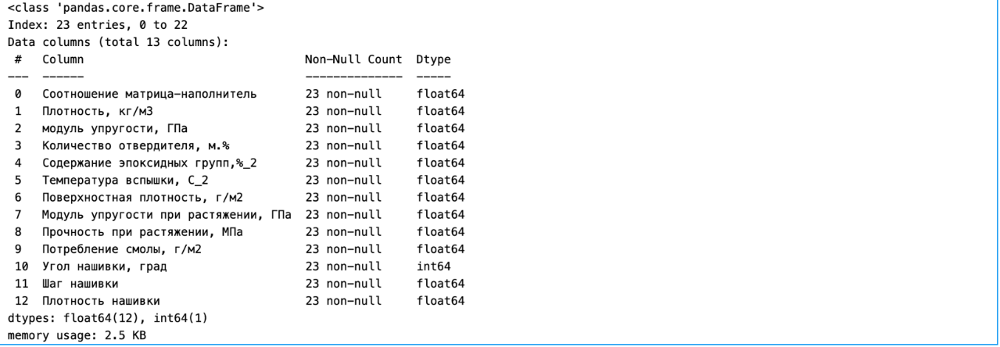 <class 'pandas.core.frame.DataFrame'>
Index: 23 entries, 0 to 22
Data columns (total 13 columns):
 #   Column                                Non-Null Count  Dtype
---  ------                                --------------  -----
 0   Соотношение матрица-наполнитель       23 non-null     float64
 1   Плотность, кг/м3                      23 non-null     float64
 2   модуль упругости, ГПа                 23 non-null     float64
 3   Количество отвердителя, м.%           23 non-null     float64
 4   Содержание эпоксидных групп,%_2       23 non-null     float64
 5   Температура вспышки, С_2              23 non-null     float64
 6   Поверхностная плотность, г/м2         23 non-null     float64
 7   Модуль упругости при растяжении, ГПа  23 non-null     float64
 8   Прочность при растяжении, МПа         23 non-null     float64
 9   Потребление смолы, г/м2               23 non-null     float64
 10  Угол нашивки, град                    23 non-null     int64
 11  Шаг нашивки                           23 non-null     float64
 12  Плотность нашивки                     23 non-null     float64
dtypes: float64(12), int64(1)
memory usage: 2.5 KB